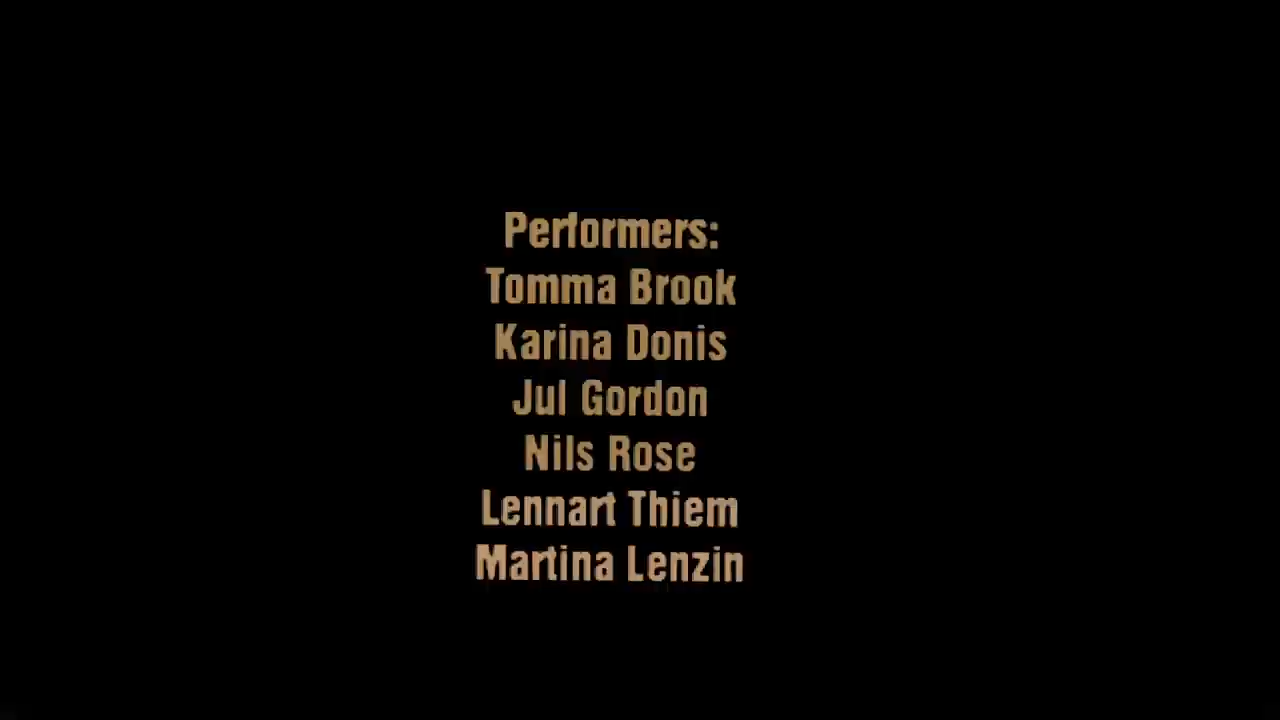 Performers:
Tomma Brook
Karina Donis
Jul Gordon
Nils Rose
Lennart Thiem
Martina Lenzin